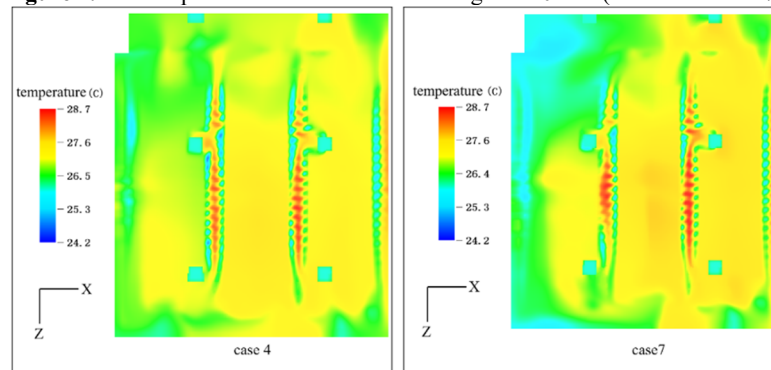 temperature (c)
28.7
27.6
26.5
25.3
24.2
X
Z
case 4
temperature (c)
28.7
27.6
26.4
25.3
24.2
X
Z
case7